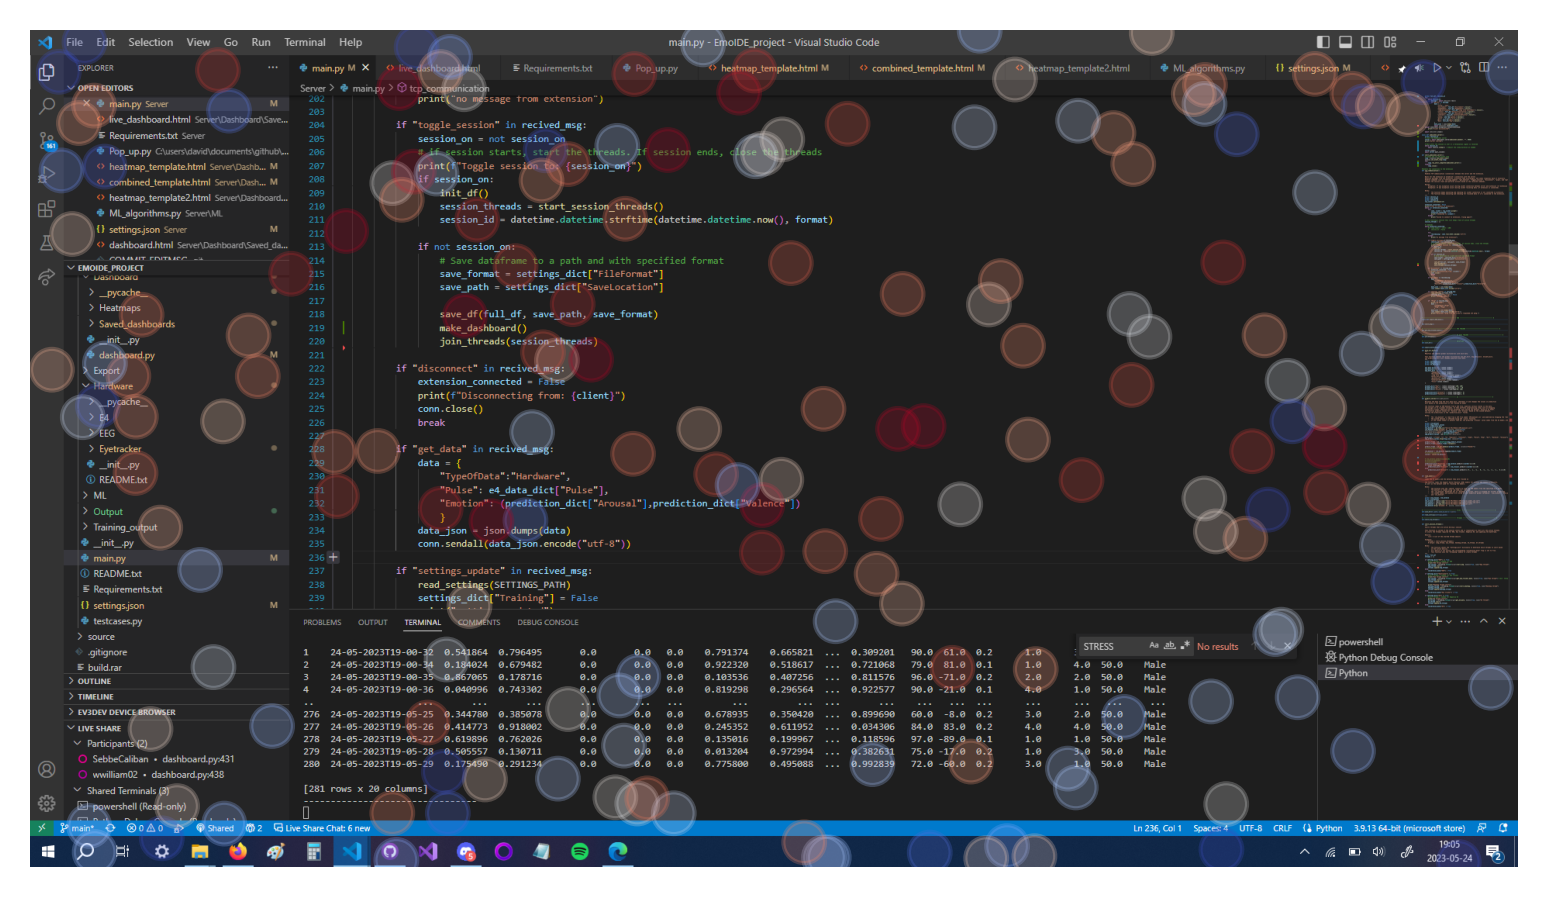 File Edit Selection View Go Run Terminal Help
main.py - EmoIDE_project - Visual Studio Code
EXPLORER
main.py M
live_dashboard.html
Requirements.txt
Pop_up.py
heatmap_template.html M
combined_template.html M
heatmap_template2.html
ML_algorithms.py
settings.json M
OPEN EDITORS
main.py Server M
live_dashboard.html Server\Dashboard\Save...
Requirements.txt Server
Pop_up.py C:\users\david\documents\github\...
heatmap_template.html Server\Dashb... M
combined_template.html Server\Dash... M
heatmap_template2.html Server\Dashboard...
ML_algorithms.py Server\ML
settings.json Server M
dashboard.html Server\Dashboard\Saved_da...
EMOIDE_PROJECT
Dashboard
__pycache__
Heatmaps
Saved_dashboards
__init__.py
dashboard.py M
Export
Hardware
__pycache__
E4
EEG
Eyetracker
__init__.py
README.txt
ML
Output
Training_output
__init__.py
main.py M
README.txt
Requirements.txt
settings.json M
testcases.py
source
.gitignore
build.rar
OUTLINE
TIMELINE
EV3DEV DEVICE BROWSER
LIVE SHARE
Participants (2)
SebbeCaliban • dashboard.py:431
wwilliam02 • dashboard.py:438
Shared Terminals (3)
powershell (Read-only)
Server > main.py > tcp_communication
202 print("no message from extension")
203
204 if "toggle_session" in recived_msg:
205 session_on = not session_on
206 # if session starts, start the threads. If session ends, close the threads
207 print(f"Toggle session to: {session_on}")
208 if session_on:
209 init_df()
210 session_threads = start_session_threads()
211 session_id = datetime.datetime.strftime(datetime.datetime.now(), format)
212
213 if not session_on:
214 # Save dataframe to a path and with specified format
215 save_format = settings_dict["FileFormat"]
216 save_path = settings_dict["SaveLocation"]
217
218 save_df(full_df, save_path, save_format)
219 make_dashboard()
220 join_threads(session_threads)
221
222 if "disconnect" in recived_msg:
223 extension_connected = False
224 print(f"Disconnecting from: {client}")
225 conn.close()
226 break
227
228 if "get_data" in recived_msg:
229 data = {
230 "TypeOfData":"Hardware",
231 "Pulse": e4_data_dict["Pulse"],
232 "Emotion": (prediction_dict["Arousal"],prediction_dict["Valence"])
233 }
234 data_json = json.dumps(data)
235 conn.sendall(data_json.encode("utf-8"))
236
237 if "settings_update" in recived_msg:
238 read_settings(SETTINGS_PATH)
239 settings_dict["Training"] = False
PROBLEMS OUTPUT TERMINAL COMMENTS DEBUG CONSOLE
STRESS Aa ab .* No results
powershell
Python Debug Console
Python
1 24-05-2023T19-00-32 0.541864 0.796495 0.0 0.0 0.0 0.791374 0.665821 ... 0.309201 90.0 61.0 0.2 1.0
2 24-05-2023T19-00-34 0.184024 0.679482 0.0 0.0 0.0 0.922320 0.518617 ... 0.721068 79.0 81.0 0.1 1.0 4.0 50.0 Male
3 24-05-2023T19-00-35 0.867065 0.178716 0.0 0.0 0.0 0.103536 0.407256 ... 0.811576 96.0 -71.0 0.2 2.0 2.0 50.0 Male
4 24-05-2023T19-00-36 0.040996 0.743302 0.0 0.0 0.0 0.819298 0.296564 ... 0.922577 90.0 -21.0 0.1 4.0 1.0 50.0 Male
.. ... ... ... ... ... ... ... ... ... ... ... ... ... ... ... ... ...
276 24-05-2023T19-05-25 0.344780 0.385078 0.0 0.0 0.0 0.678935 0.350420 ... 0.899690 60.0 -8.0 0.2 3.0 2.0 50.0 Male
277 24-05-2023T19-05-26 0.414773 0.918002 0.0 0.0 0.0 0.245352 0.611952 ... 0.034306 84.0 83.0 0.2 4.0 4.0 50.0 Male
278 24-05-2023T19-05-27 0.619896 0.762026 0.0 0.0 0.0 0.135016 0.199967 ... 0.118596 97.0 -89.0 0.1 1.0 1.0 50.0 Male
279 24-05-2023T19-05-28 0.505557 0.130711 0.0 0.0 0.0 0.013204 0.972994 ... 0.382631 75.0 -17.0 0.2 1.0 3.0 50.0 Male
280 24-05-2023T19-05-29 0.175490 0.291234 0.0 0.0 0.0 0.775800 0.495088 ... 0.992839 72.0 -60.0 0.2 3.0 1.0 50.0 Male
[281 rows x 20 columns]
main* 0 0 Shared 2 Live Share Chat: 6 new
Ln 236, Col 1 Spaces: 4 UTF-8 CRLF Python 3.9.13 64-bit (microsoft store)
19:05
2023-05-24